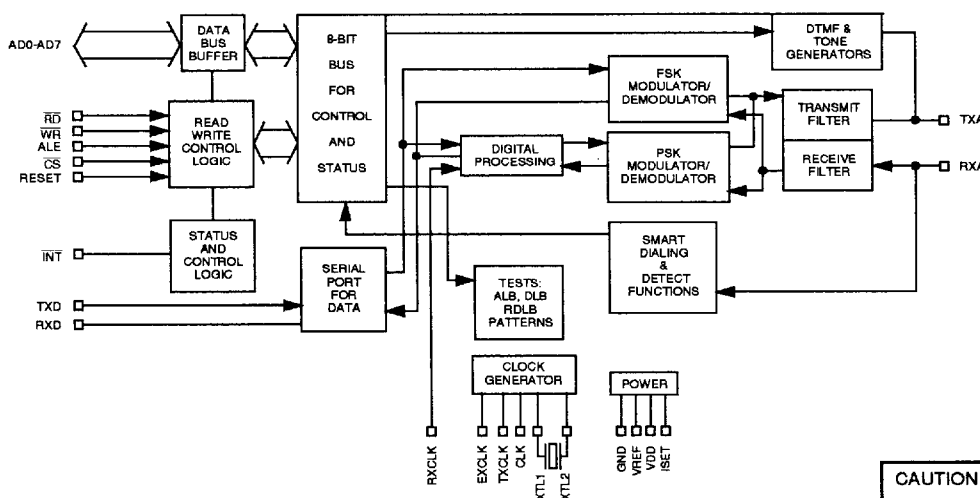 AD0-AD7
DATA
BUS
BUFFER
8-BIT
BUS
FOR
CONTROL
AND
STATUS
DTMF &
TONE
GENERATORS
FSK
MODULATOR/
DEMODULATOR
TRANSMIT
FILTER
TXA
RD
WR
ALE
CS
RESET
READ
WRITE
CONTROL
LOGIC
DIGITAL
PROCESSING
PSK
MODULATOR/
DEMODULATOR
RECEIVE
FILTER
RXA
INT
STATUS
AND
CONTROL
LOGIC
SMART
DIALING
&
DETECT
FUNCTIONS
TXD
RXD
SERIAL
PORT
FOR
DATA
TESTS:
ALB, DLB
RDLB
PATTERNS
CLOCK
GENERATOR
POWER
RXCLK
EXCLK
TXCLK
CLK
XTL1
XTL2
GND
VREF
VDD
ISET
CAUTION